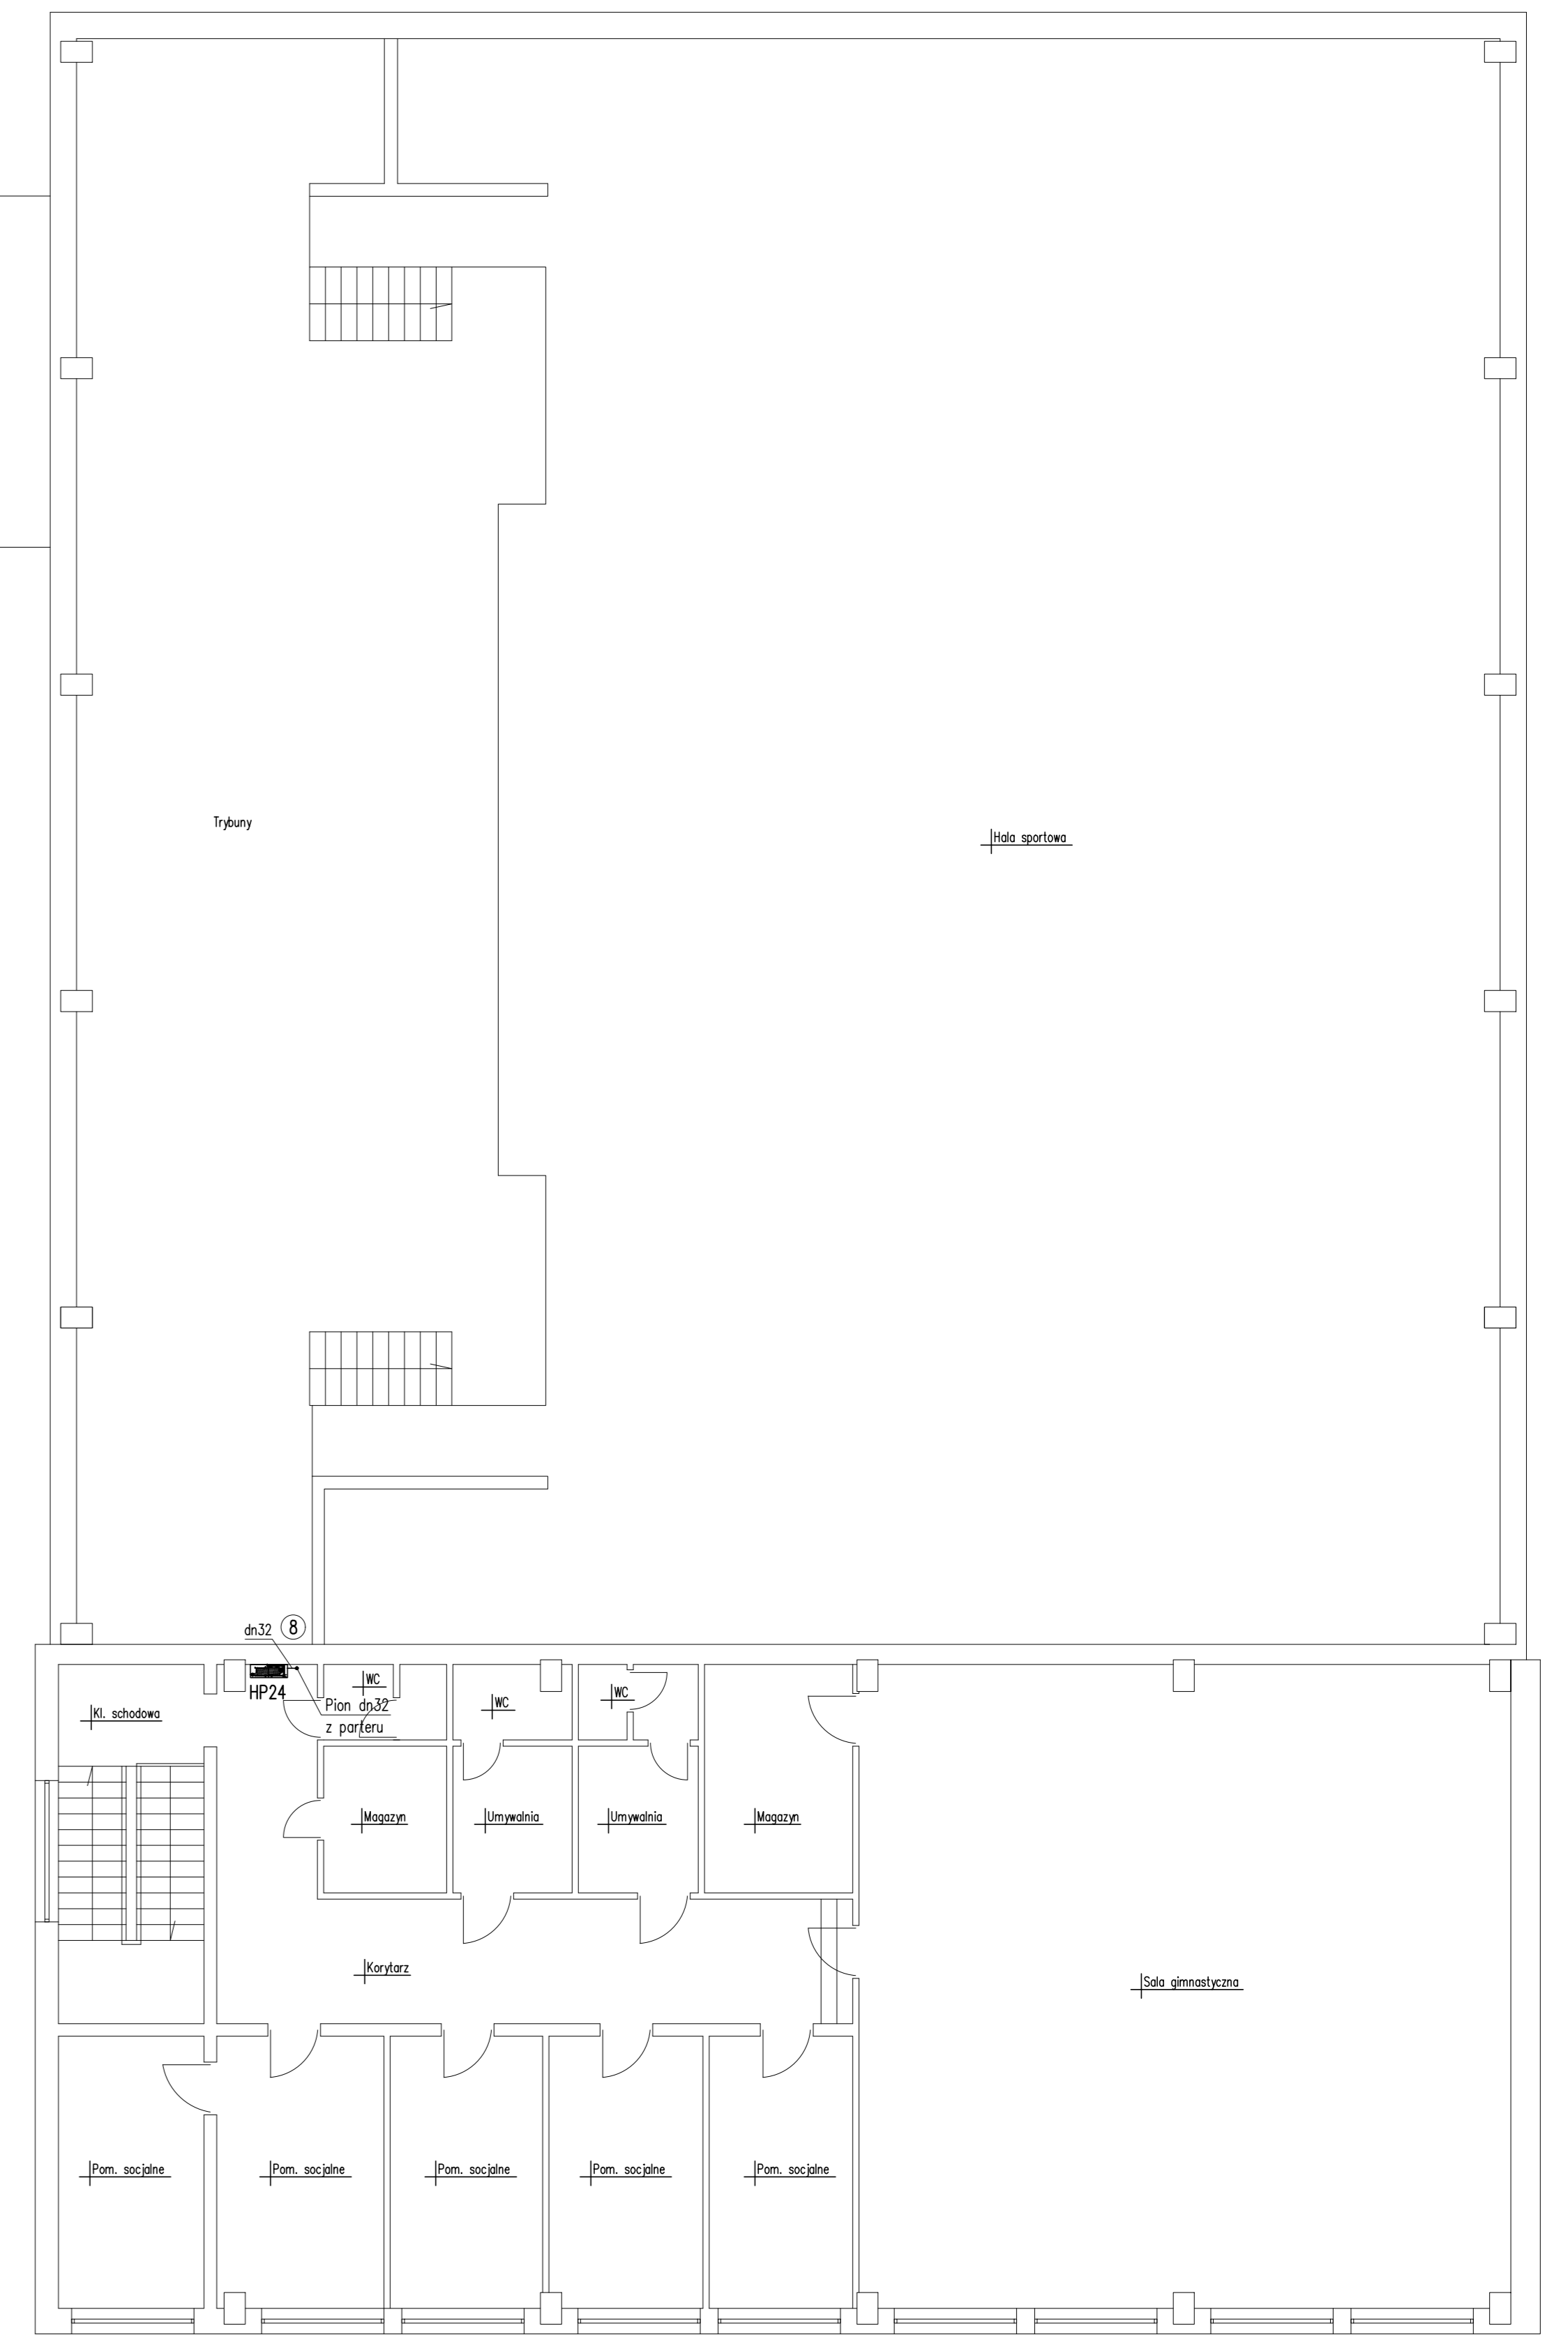 Trybuny
Hala sportowa
dn32
8
HP24
Pion dn32
z parteru
WC
WC
WC
Kl. schodowa
Magazyn
Umywalnia
Umywalnia
Magazyn
Korytarz
Sala gimnastyczna
Pom. socjalne
Pom. socjalne
Pom. socjalne
Pom. socjalne
Pom. socjalne